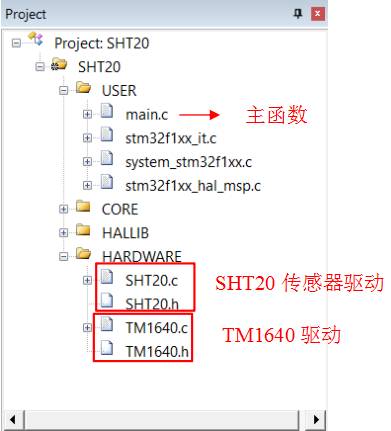 Project
Project: SHT20
SHT20
USER
main.c
主函数
stm32f1xx_it.c
system_stm32f1xx.c
stm32f1xx_hal_msp.c
CORE
HALLIB
HARDWARE
SHT20.c
SHT20 传感器驱动
SHT20.h
TM1640.c
TM1640 驱动
TM1640.h